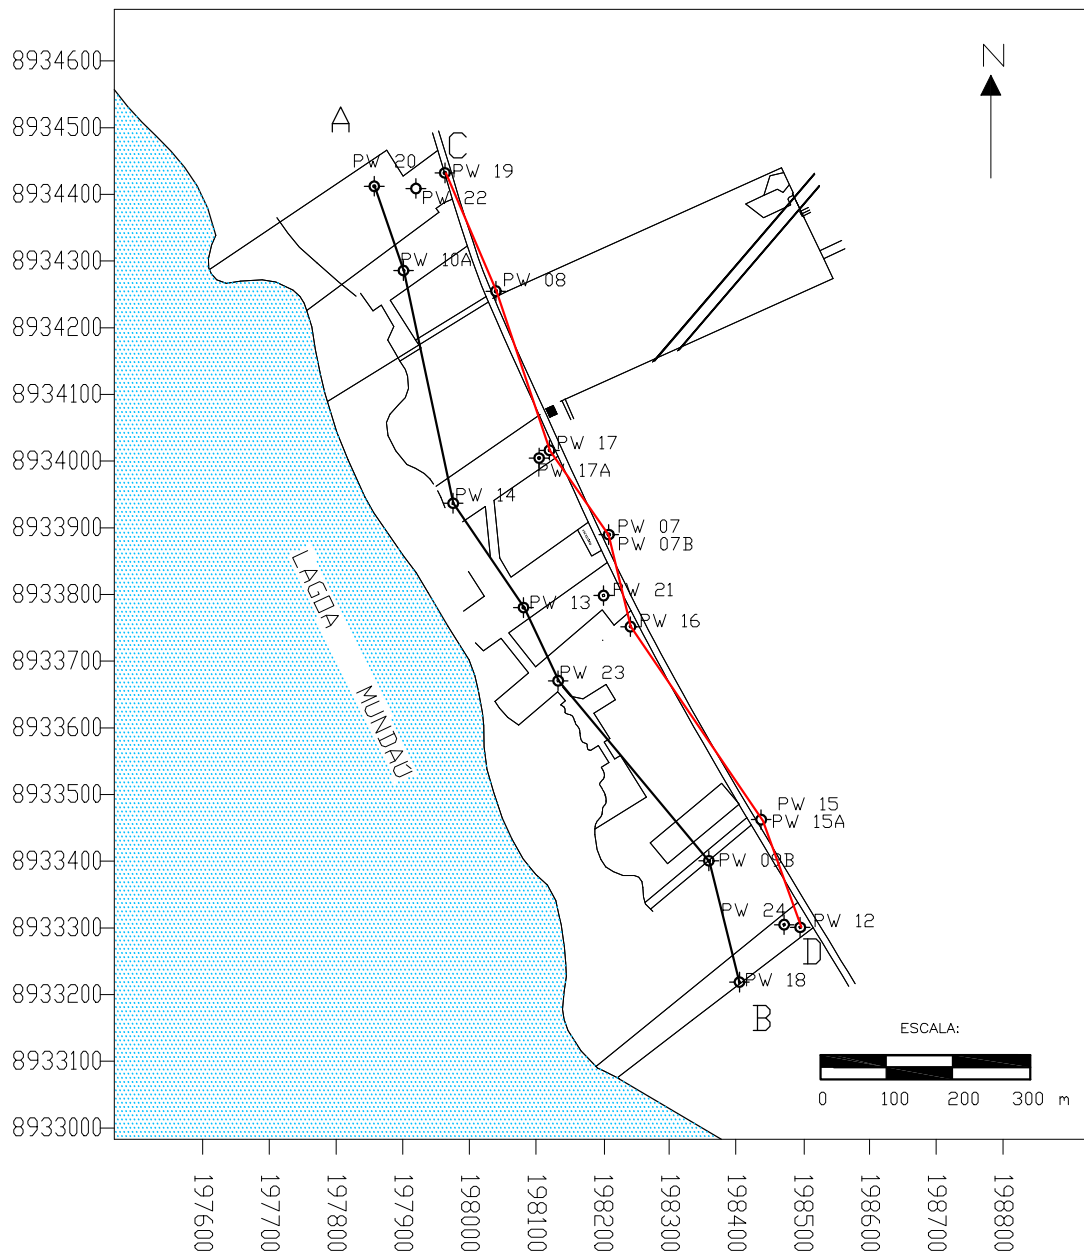 8934600
N
8934500
A
C
PW 20
PW 19
8934400
PW 22
8934300
PW 10A
PW 08
8934200
8934100
PW 17
8934000
PW 17A
PW 14
8933900
PW 07
PW 07B
LAGOA MUNDAÚ
8933800
PW 21
PW 13
PW 16
8933700
PW 23
8933600
8933500
PW 15
PW 15A
8933400
PW 09B
PW 24
PW 12
8933300
D
8933200
PW 18
B
ESCALA:
8933100
0 100 200 300 m
8933000
197600 197700 197800 197900 198000 198100 198200 198300 198400 198500 198600 198700 198800